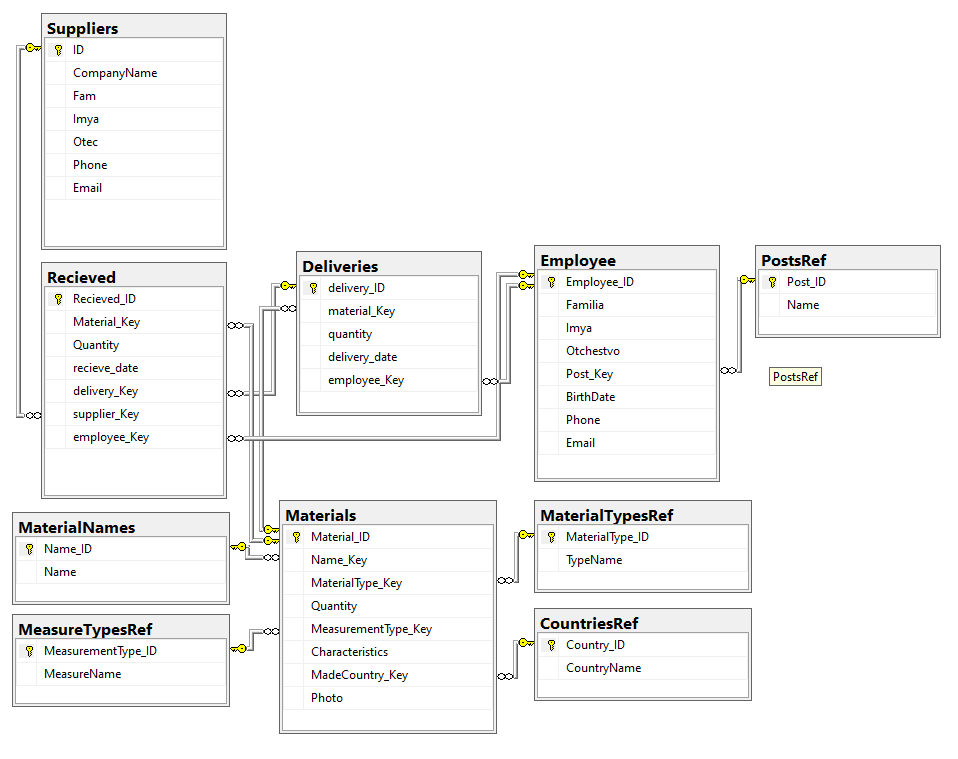 Suppliers
ID
CompanyName
Fam
Imya
Otec
Phone
Email
Recieved
Recieved_ID
Material_Key
Quantity
recieve_date
delivery_Key
supplier_Key
employee_Key
Deliveries
delivery_ID
material_Key
quantity
delivery_date
employee_Key
Employee
Employee_ID
Familia
Imya
Otchestvo
Post_Key
BirthDate
Phone
Email
PostsRef
Post_ID
Name
PostsRef
MaterialNames
Name_ID
Name
MeasureTypesRef
MeasurementType_ID
MeasureName
Materials
Material_ID
Name_Key
MaterialType_Key
Quantity
MeasurementType_Key
Characteristics
MadeCountry_Key
Photo
MaterialTypesRef
MaterialType_ID
TypeName
CountriesRef
Country_ID
CountryName